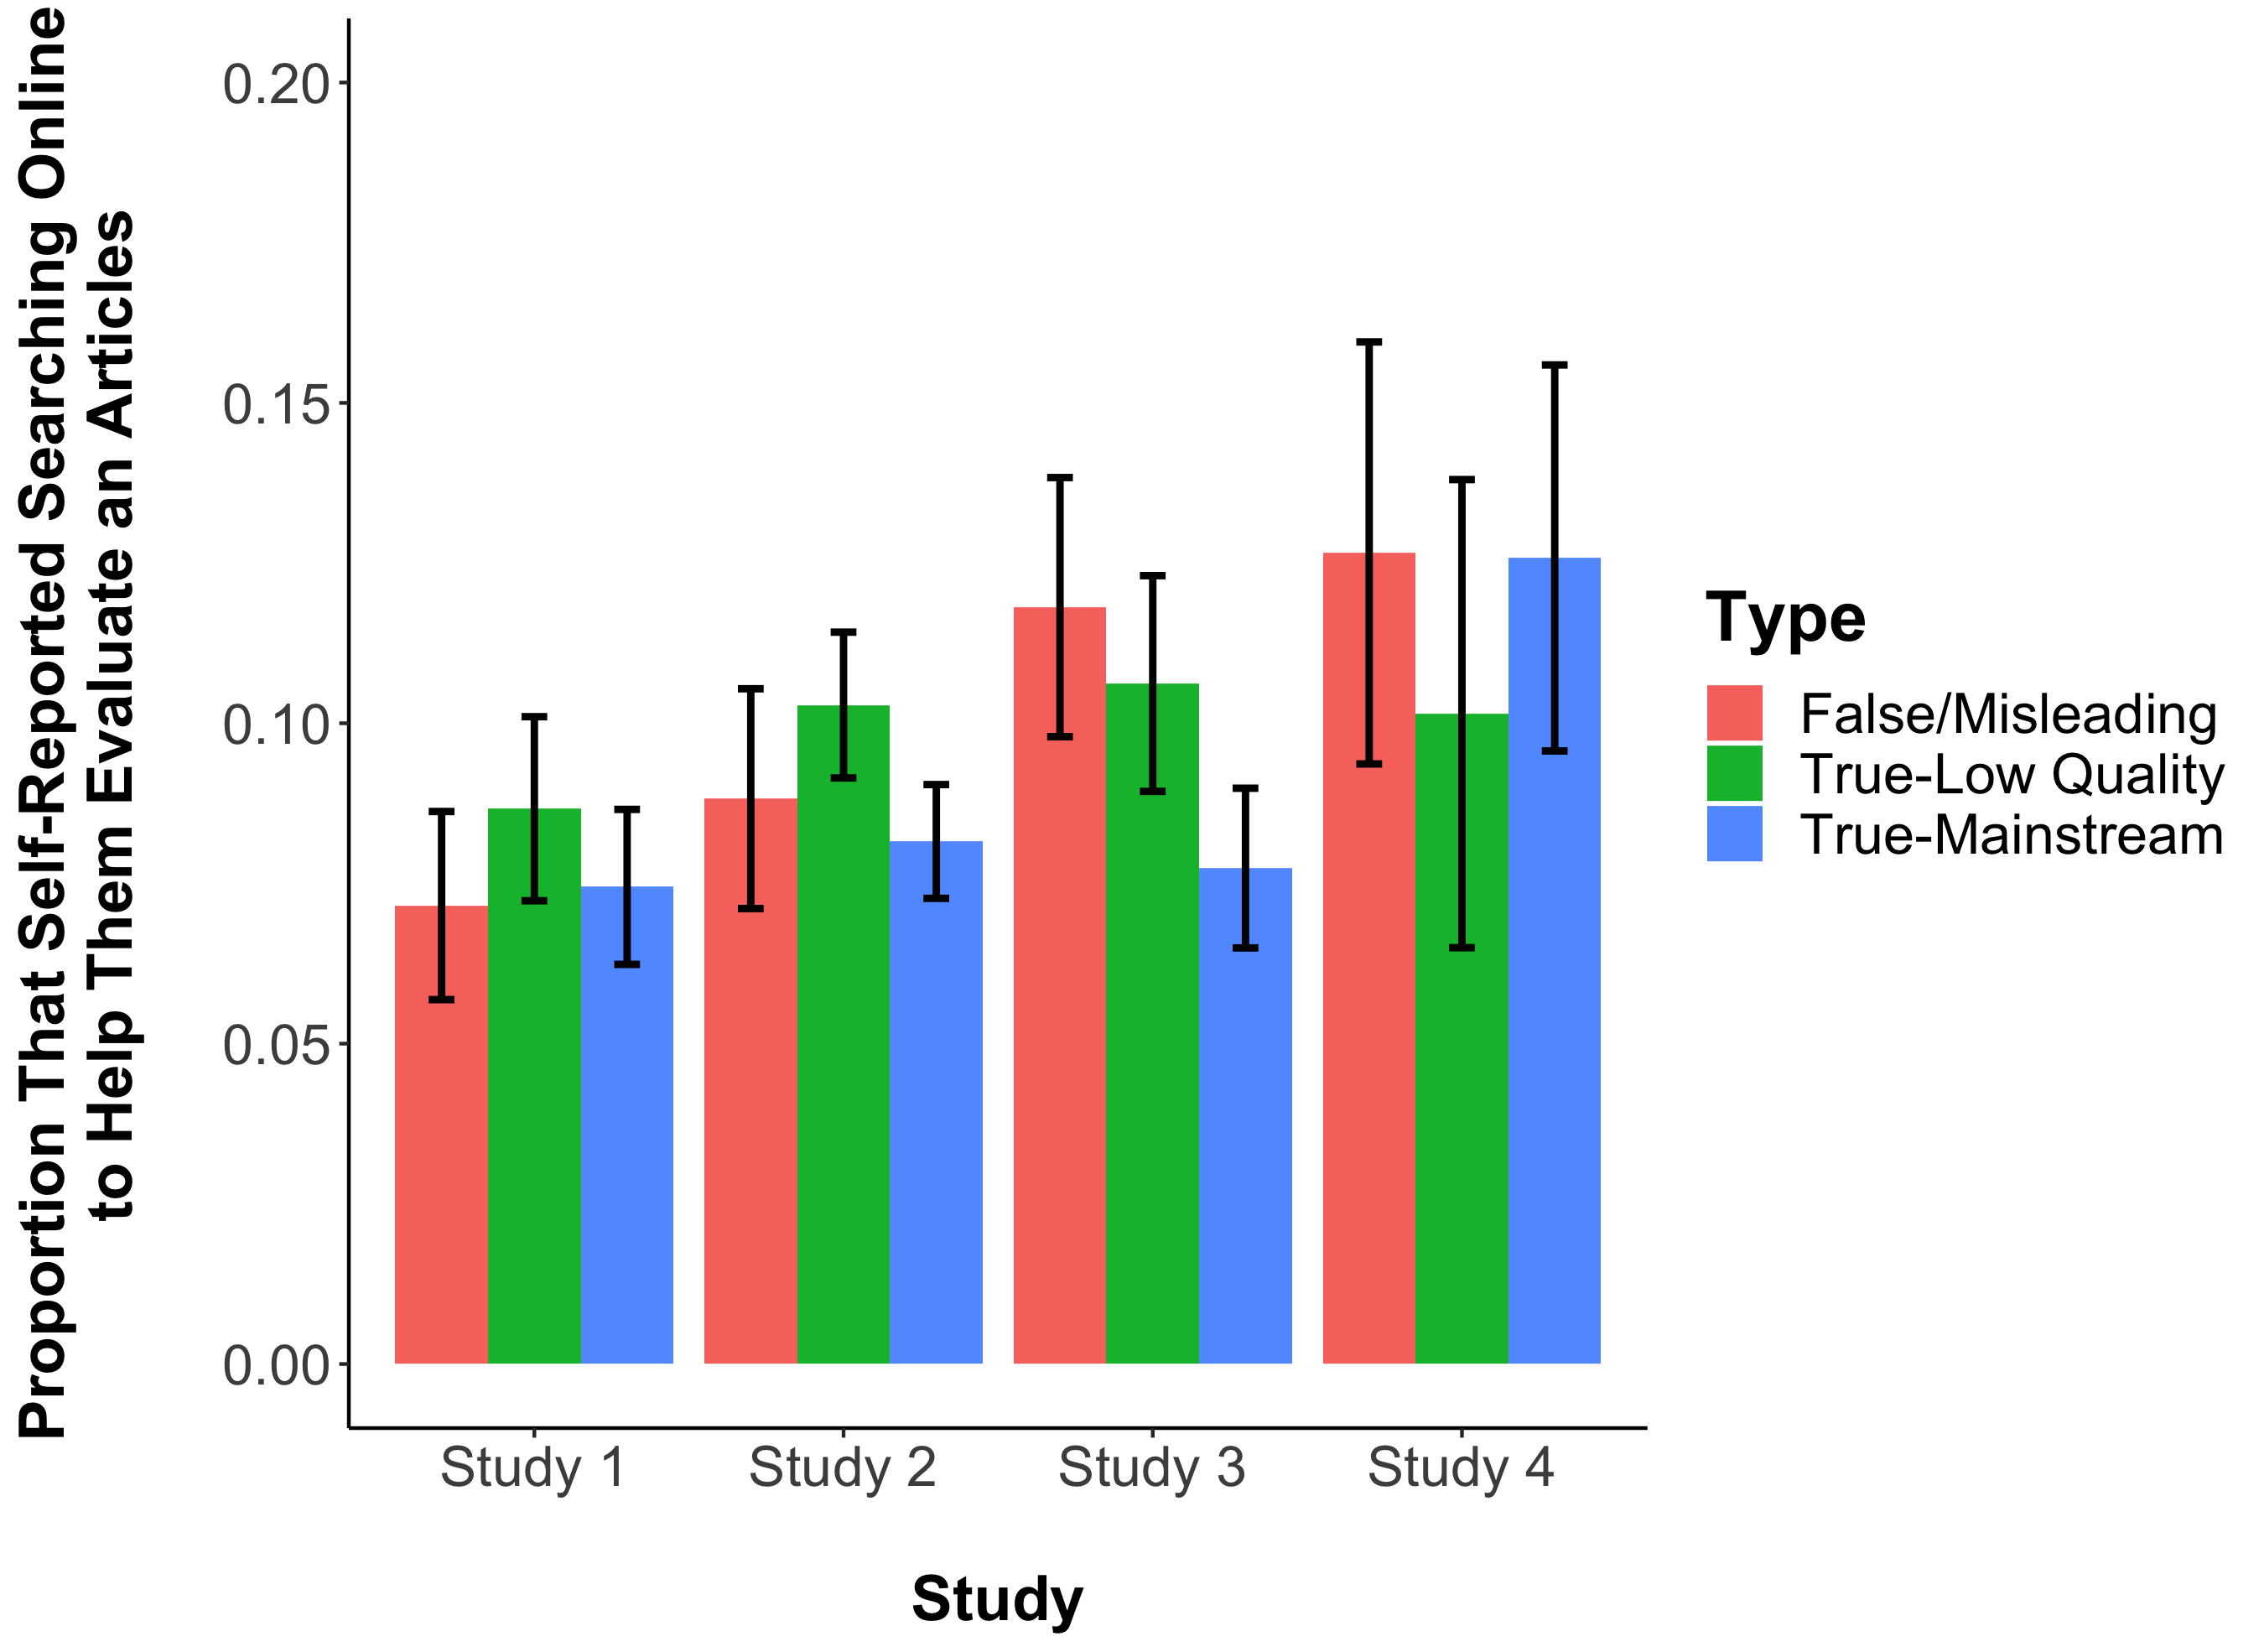 Proportion That Self-Reported Searching Online
to Help Them Evaluate an Articles
0.20
0.15
0.10
0.05
0.00
Study 1
Study 2
Study 3
Study 4
Study
Type
False/Misleading
True-Low Quality
True-Mainstream